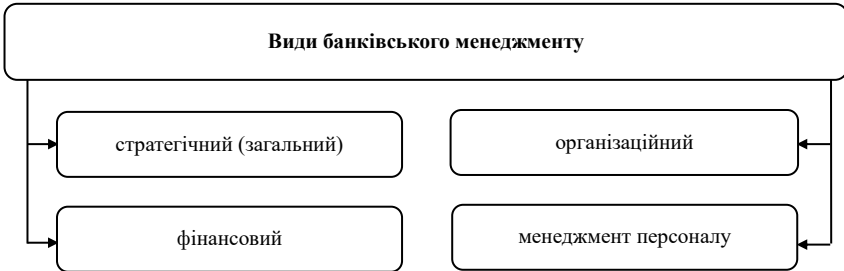 Види банківського менеджменту
стратегічний (загальний)
організаційний
фінансовий
менеджмент персоналу